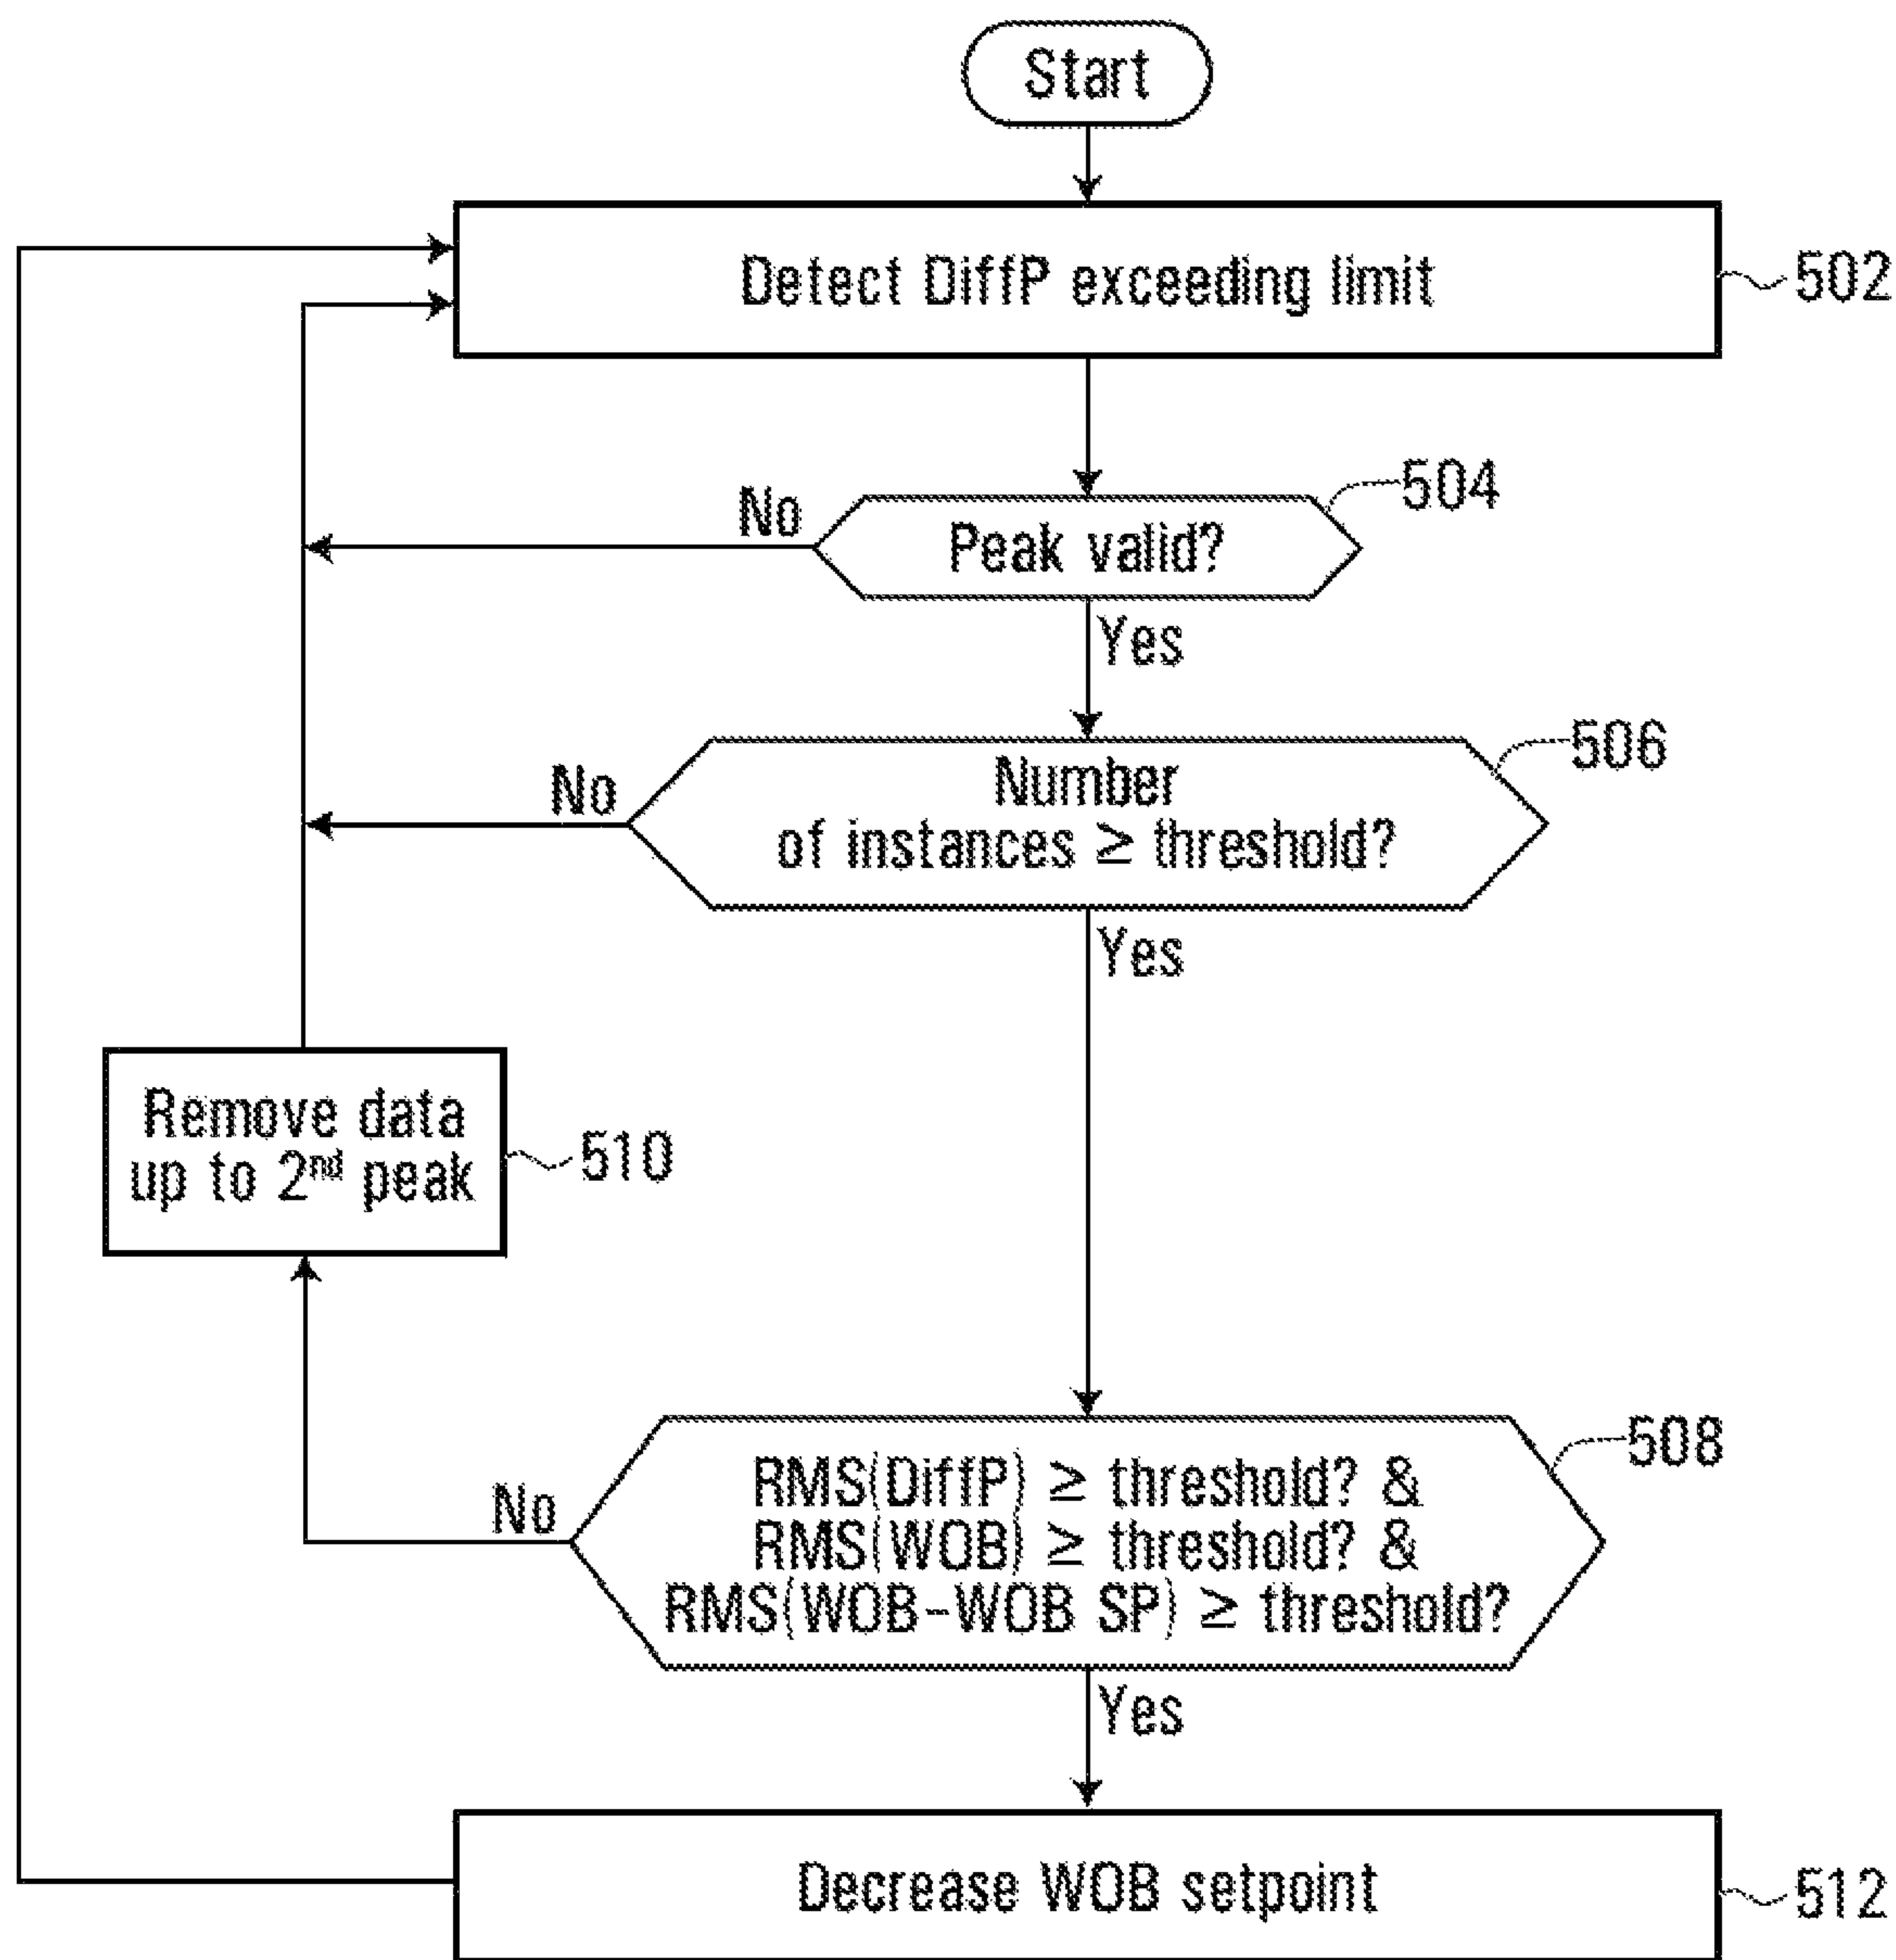 Start
Detect DiffP exceeding limit
502
504
No
Peak valid?
Yes
506
No
Number
of instances ≥ threshold?
Yes
Remove data
up to 2nd peak
510
508
No
RMS(DiffP) ≥ threshold? &
RMS(WOB) ≥ threshold? &
RMS(WOB-WOB SP) ≥ threshold?
Yes
Decrease WOB setpoint
512